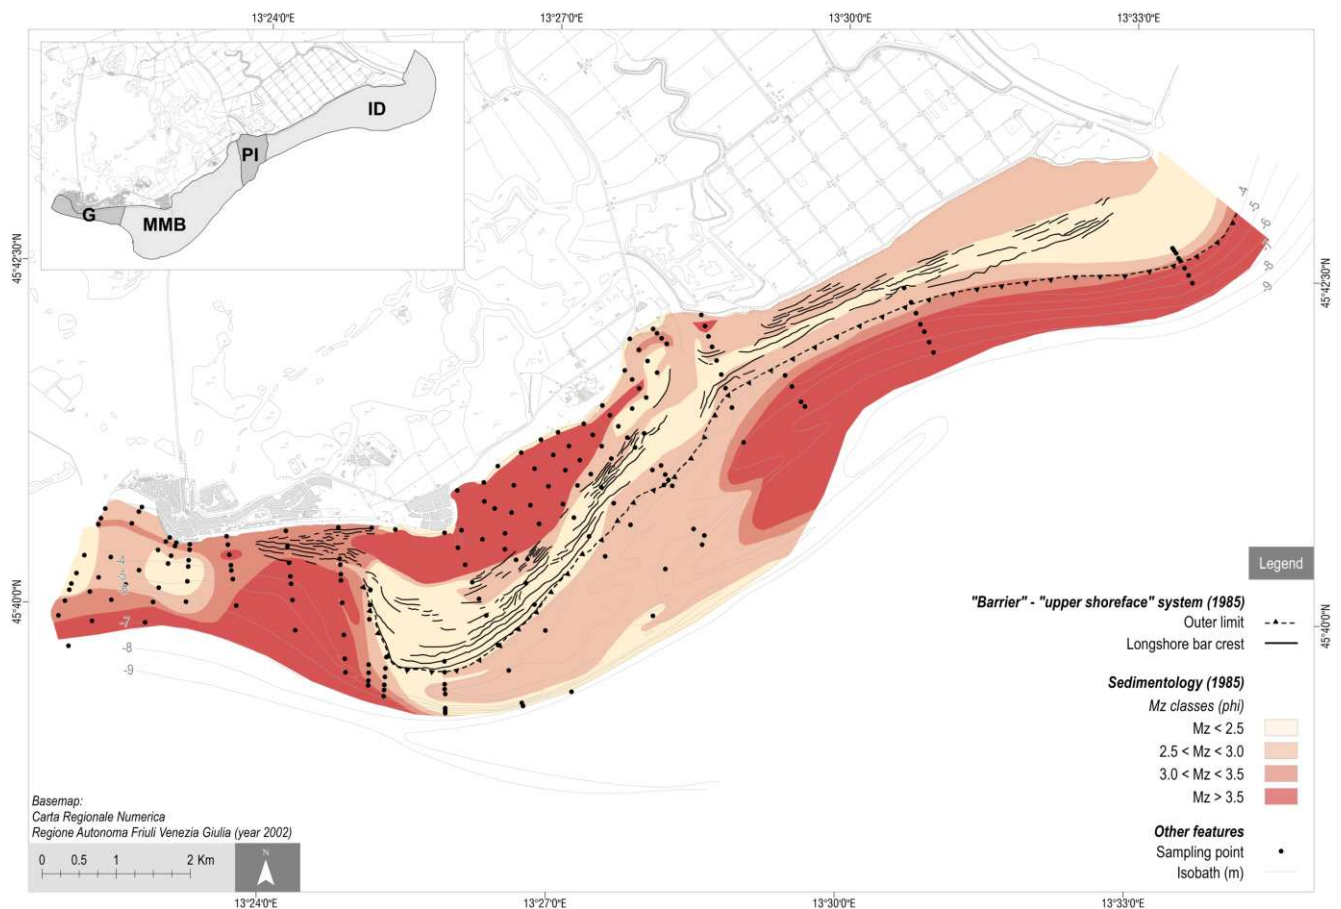 13°24'0"E 13°27'0"E 13°30'0"E 13°33'0"E
ID
PI
G
MMB
45°42'30"N
45°42'30"N
-4
-5
-6
-7
-8
-9
-4
-5
-6
-7
-8
-9
45°40'0"N
45°40'0"N
Legend
"Barrier" - "upper shoreface" system (1985)
Outer limit
Longshore bar crest
Sedimentology (1985)
Mz classes (phi)
Mz < 2.5
2.5 < Mz < 3.0
3.0 < Mz < 3.5
Mz > 3.5
Other features
Sampling point
Isobath (m)
Basemap:
Carta Regionale Numerica
Regione Autonoma Friuli Venezia Giulia (year 2002)
0 0.5 1 2 Km
N
13°24'0"E 13°27'0"E 13°30'0"E 13°33'0"E